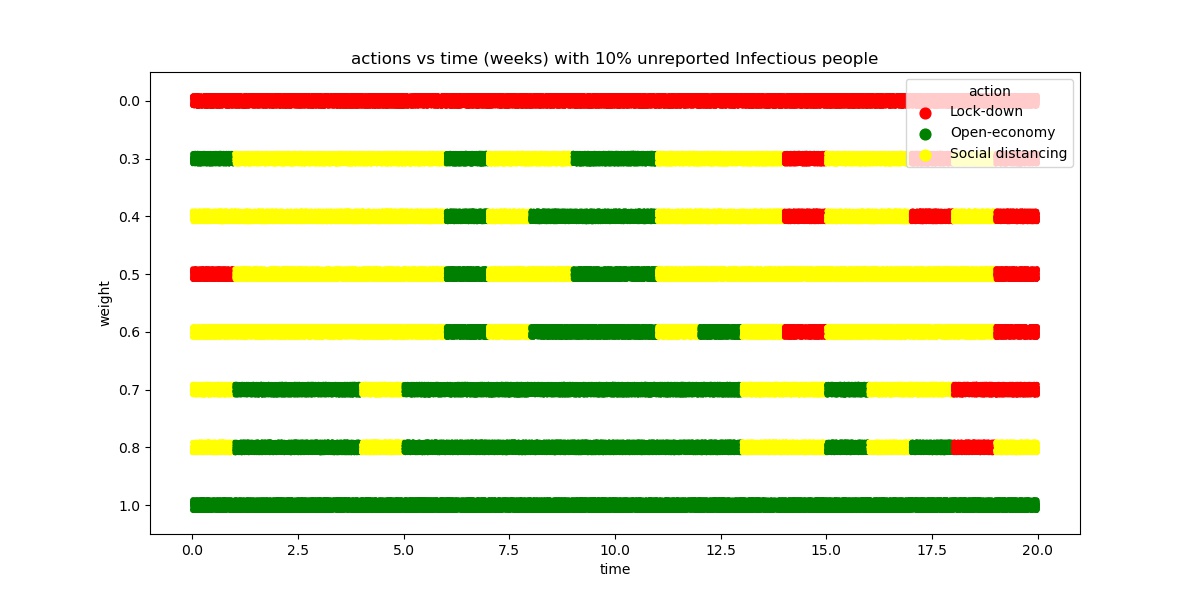 actions vs time (weeks) with 10% unreported Infectious people
action
Lock-down
Open-economy
Social distancing
weight
0.0
0.3
0.4
0.5
0.6
0.7
0.8
1.0
0.0 2.5 5.0 7.5 10.0 12.5 15.0 17.5 20.0
time